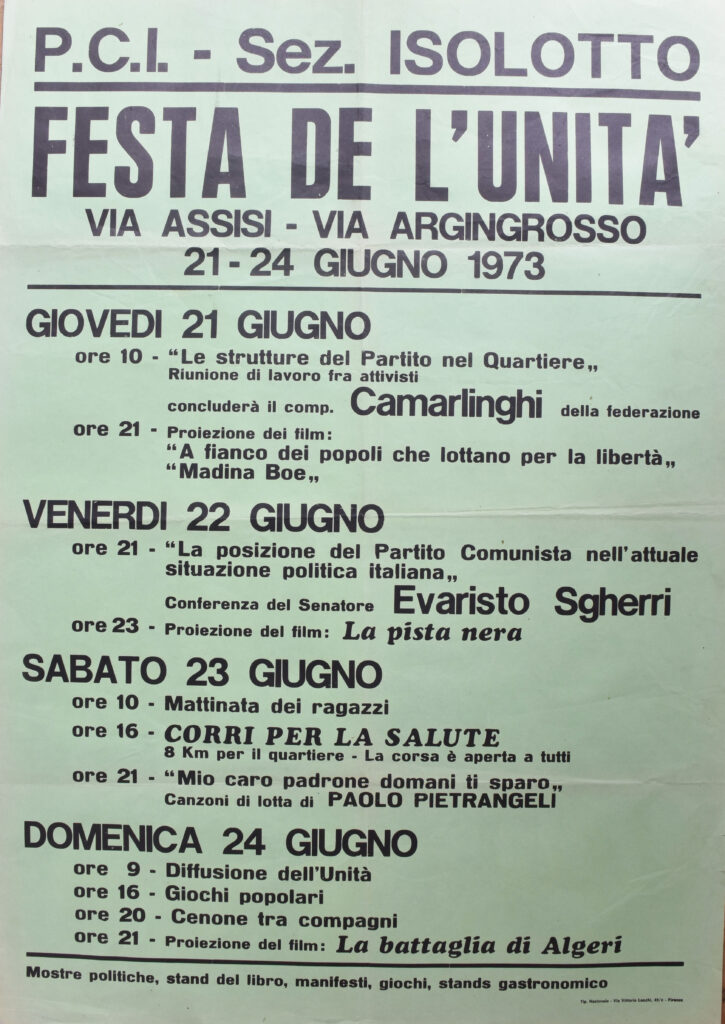 P.C.I. - Sez. ISOLOTTO
FESTA DE L'UNITA'
VIA ASSISI - VIA ARGINGROSSO
21-24 GIUGNO 1973
GIOVEDI 21 GIUGNO
ore 10 - “Le strutture del Partito nel Quartiere„
Riunione di lavoro fra attivisti
concluderà il comp. Camarlinghi della federazione
ore 21 - Proiezione dei film:
“A fianco dei popoli che lottano per la libertà„
“Madina Boe„
VENERDI 22 GIUGNO
ore 21 - “La posizione del Partito Comunista nell'attuale
situazione politica italiana„
Conferenza del Senatore Evaristo Sgherri
ore 23 - Proiezione del film: La pista nera
SABATO 23 GIUGNO
ore 10 - Mattinata dei ragazzi
ore 16 - CORRI PER LA SALUTE
8 Km per il quartiere - La corsa è aperta a tutti
ore 21 - “Mio caro padrone domani ti sparo„
Canzoni di lotta di PAOLO PIETRANGELI
DOMENICA 24 GIUGNO
ore 9 - Diffusione dell'Unità
ore 16 - Giochi popolari
ore 20 - Cenone tra compagni
ore 21 - Proiezione del film: La battaglia di Algeri
Mostre politiche, stand del libro, manifesti, giochi, stands gastronomico
Tip. Nazionale - Via Vittorio - Firenze